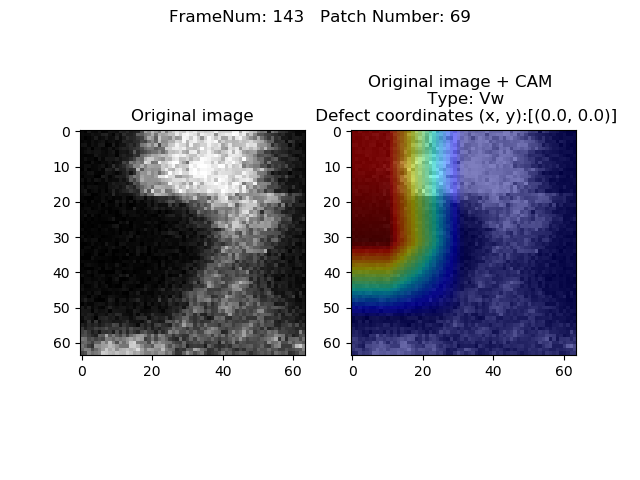 FrameNum: 143   Patch Number: 69
Original image
0
10
20
30
40
50
60
0 20 40 60
Original image + CAM
Type: Vw
Defect coordinates (x, y):[(0.0, 0.0)]
0
10
20
30
40
50
60
0 20 40 60